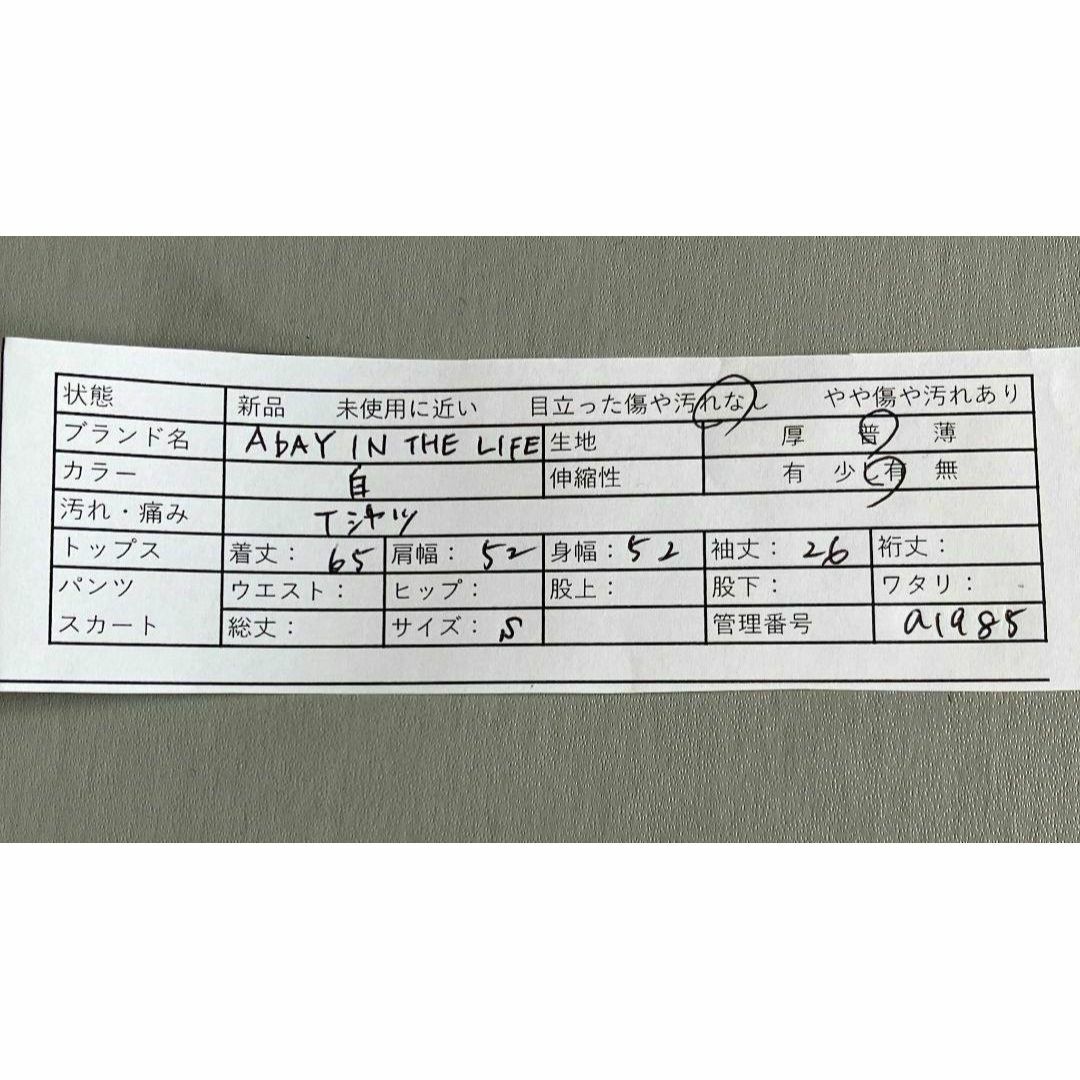 状態 新品 未使用に近い 目立った傷や汚れなし やや傷や汚れあり
ブランド名 A DAY IN THE LIFE 生地 厚 普 薄
カラー 白 伸縮性 有 少し有 無
汚れ・痛み Tシャツ
トップス 着丈: 65 肩幅: 52 身幅: 52 袖丈: 26 裄丈:
パンツ ウエスト: ヒップ: 股上: 股下: ワタリ:
スカート 総丈: サイズ: S 管理番号 a1985